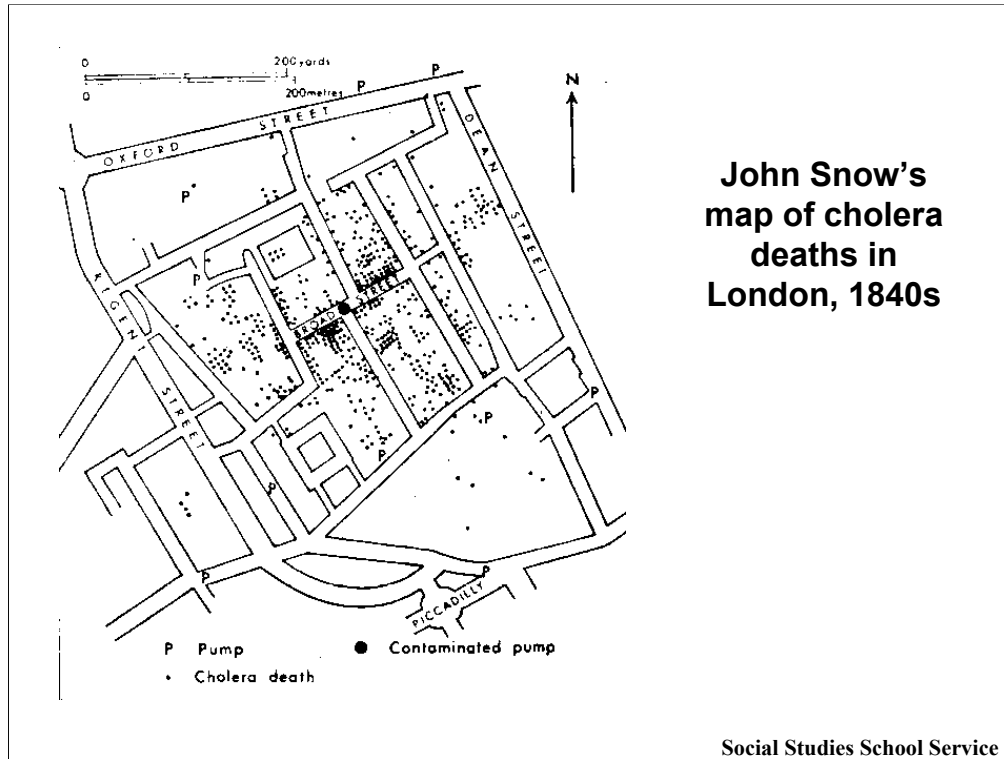 0 200 yards
0 200 metres
P P
N
OXFORD STREET
DEAN STREET
P
P
REGENT STREET
BROAD STREET
P
P
P
P
P
P
PICCADILLY
P Pump
● Contaminated pump
· Cholera death
John Snow’s
map of cholera
deaths in
London, 1840s
Social Studies School Service